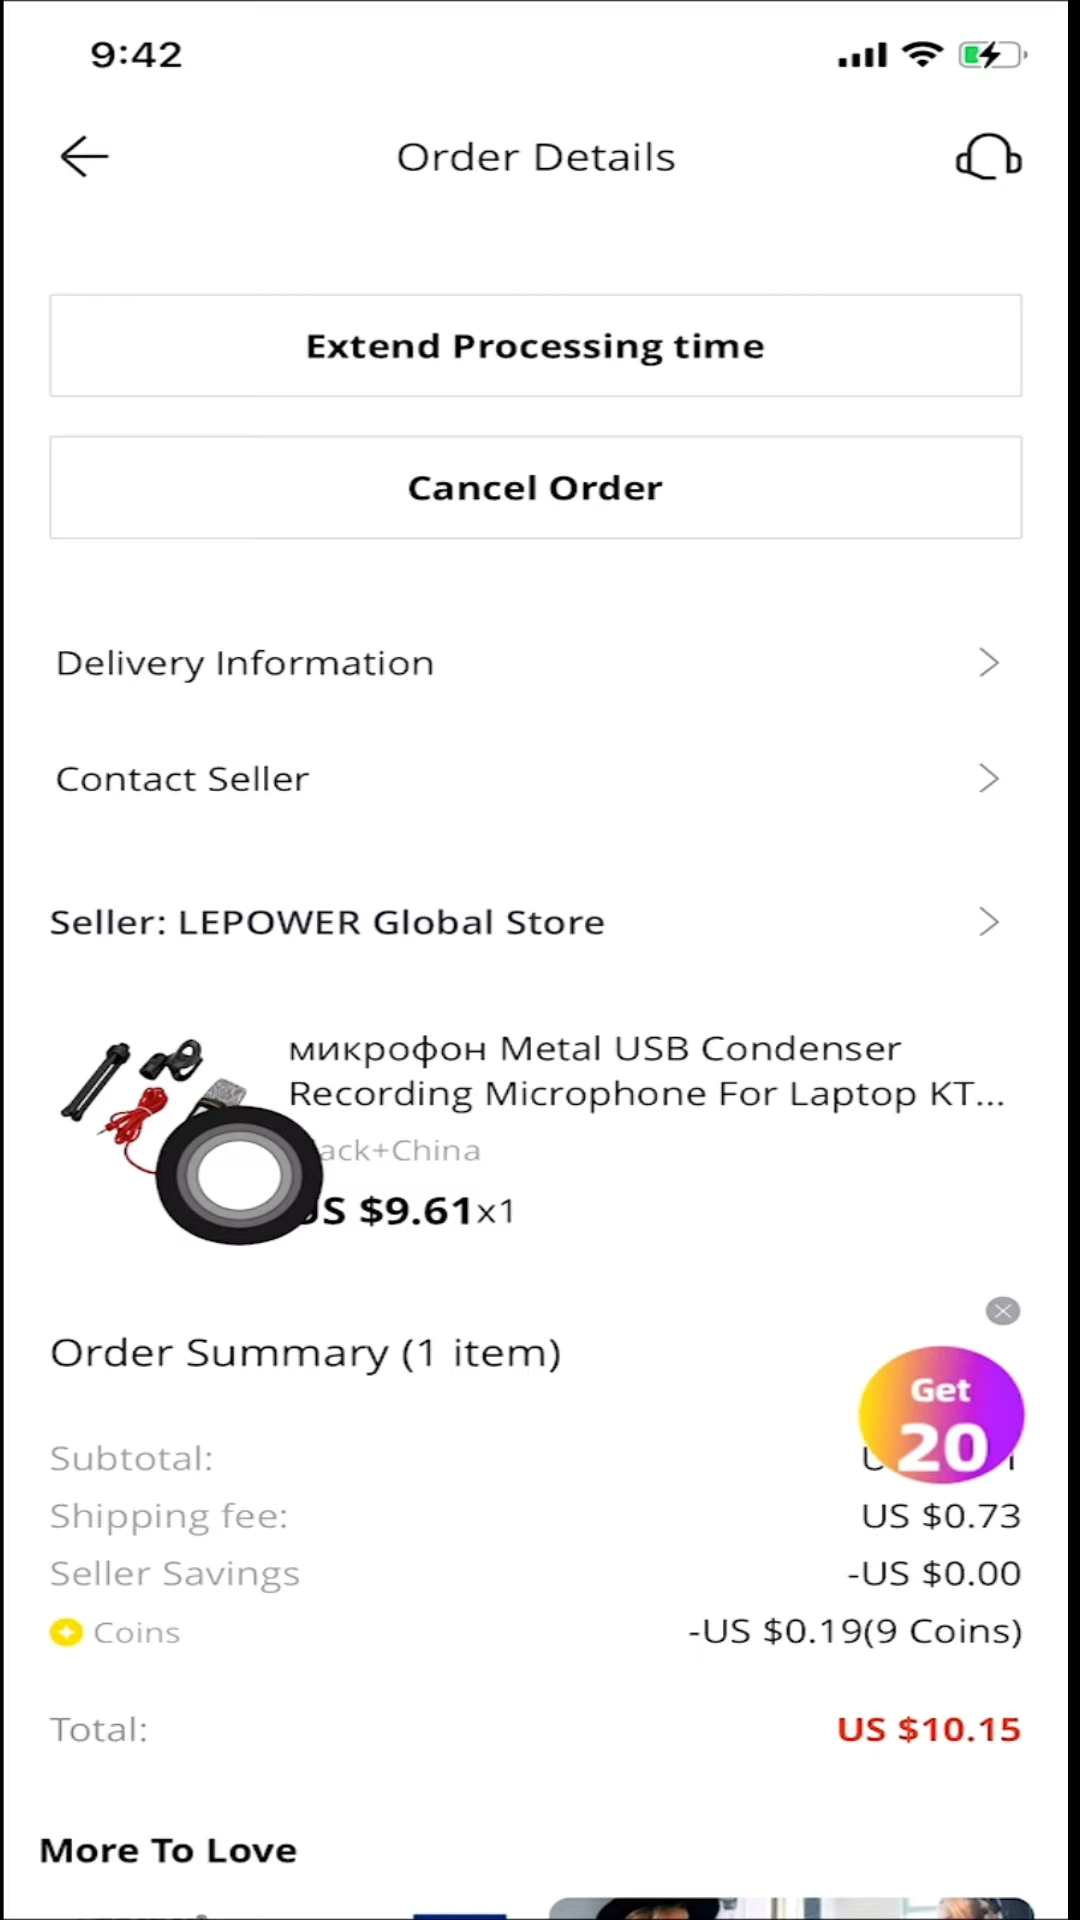 9:42
Order Details
Extend Processing time
Cancel Order
Delivery Information
Contact Seller
Seller: LEPOWER Global Store
микрофон Metal USB Condenser
Recording Microphone For Laptop KT...
$9.61x1
Order Summary (1 item)
Get
20
Subtotal:
Shipping fee: US $0.73
Seller Savings -US $0.00
Coins -US $0.19(9 Coins)
Total: US $10.15
More To Love